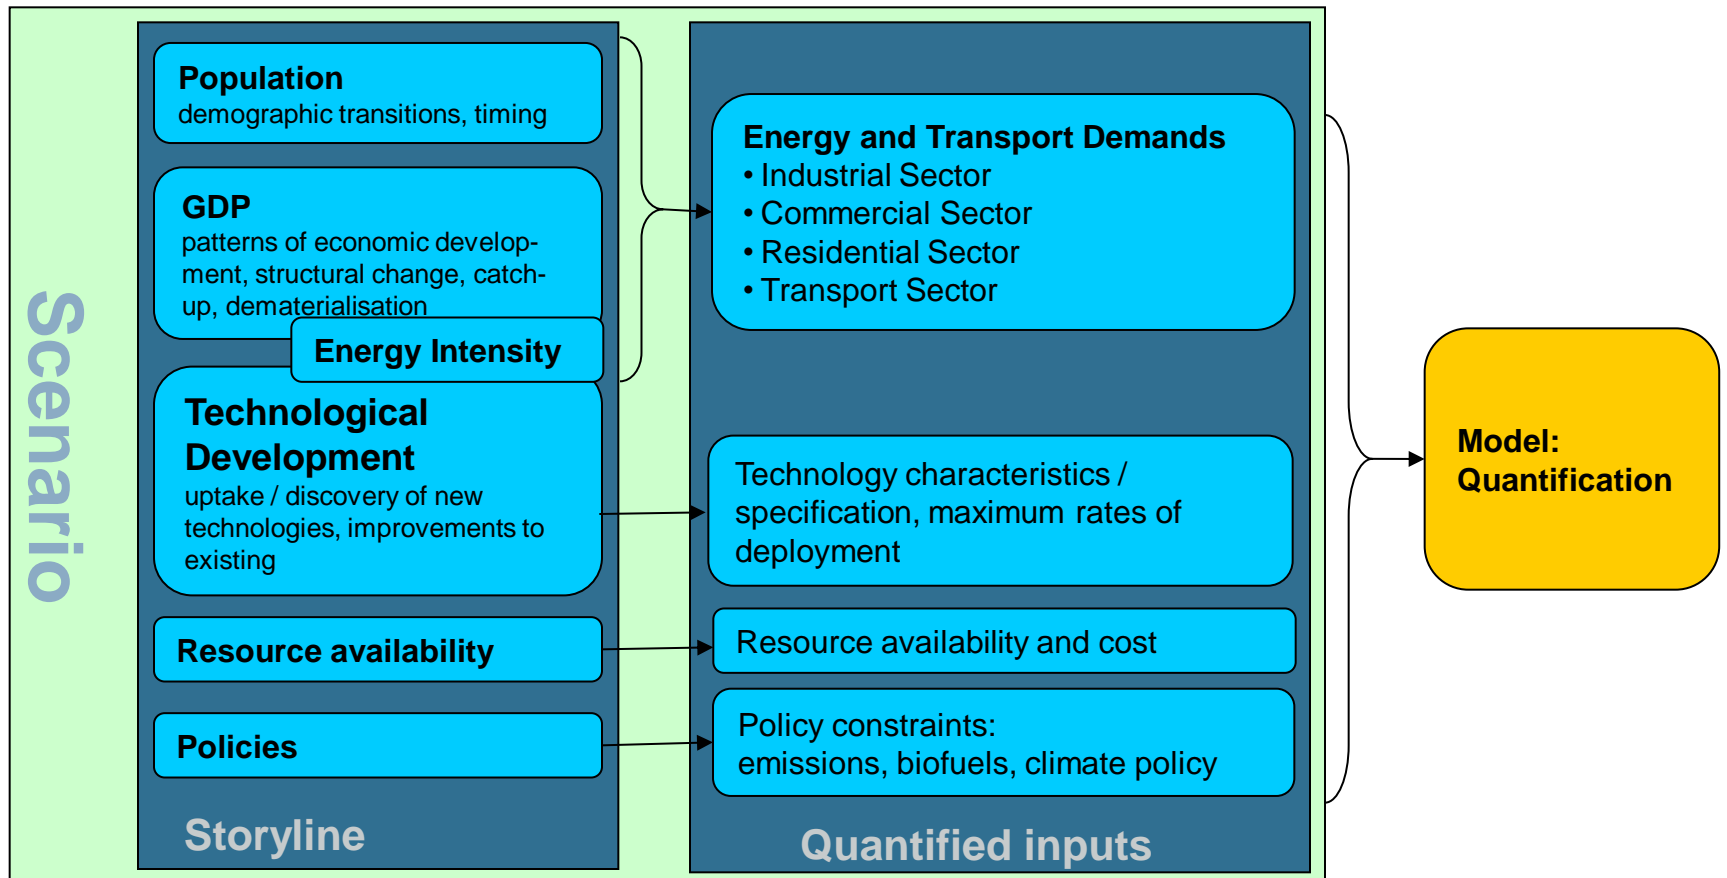 Scenario
Population
demographic transitions, timing
GDP
patterns of economic develop-
ment, structural change, catch-
up, dematerialisation
Energy Intensity
Technological
Development
uptake / discovery of new
technologies, improvements to
existing
Resource availability
Policies
Storyline
Energy and Transport Demands
• Industrial Sector
• Commercial Sector
• Residential Sector
• Transport Sector
Technology characteristics /
specification, maximum rates of
deployment
Resource availability and cost
Policy constraints:
emissions, biofuels, climate policy
Quantified inputs
Model:
Quantification